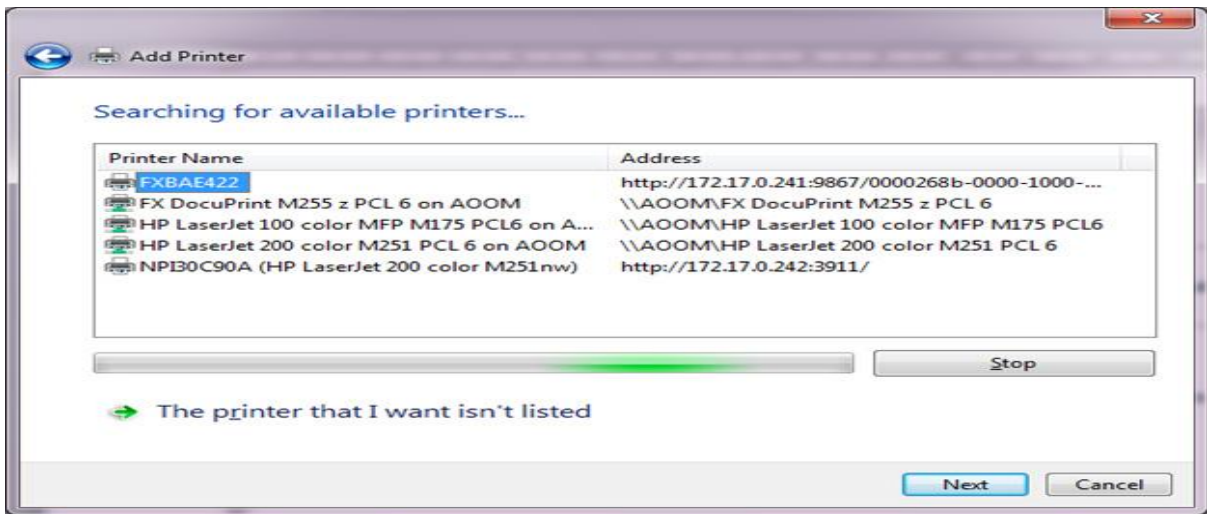 Add Printer
Searching for available printers...
Printer Name Address
FXBAE422 http://172.17.0.241:9867/0000268b-0000-1000-...
FX DocuPrint M255 z PCL 6 on AOOM \\AOOM\FX DocuPrint M255 z PCL 6
HP LaserJet 100 color MFP M175 PCL6 on A... \\AOOM\HP LaserJet 100 color MFP M175 PCL6
HP LaserJet 200 color M251 PCL 6 on AOOM \\AOOM\HP LaserJet 200 color M251 PCL 6
NPI30C90A (HP LaserJet 200 color M251nw) http://172.17.0.242:3911/
Stop
The printer that I want isn't listed
Next Cancel